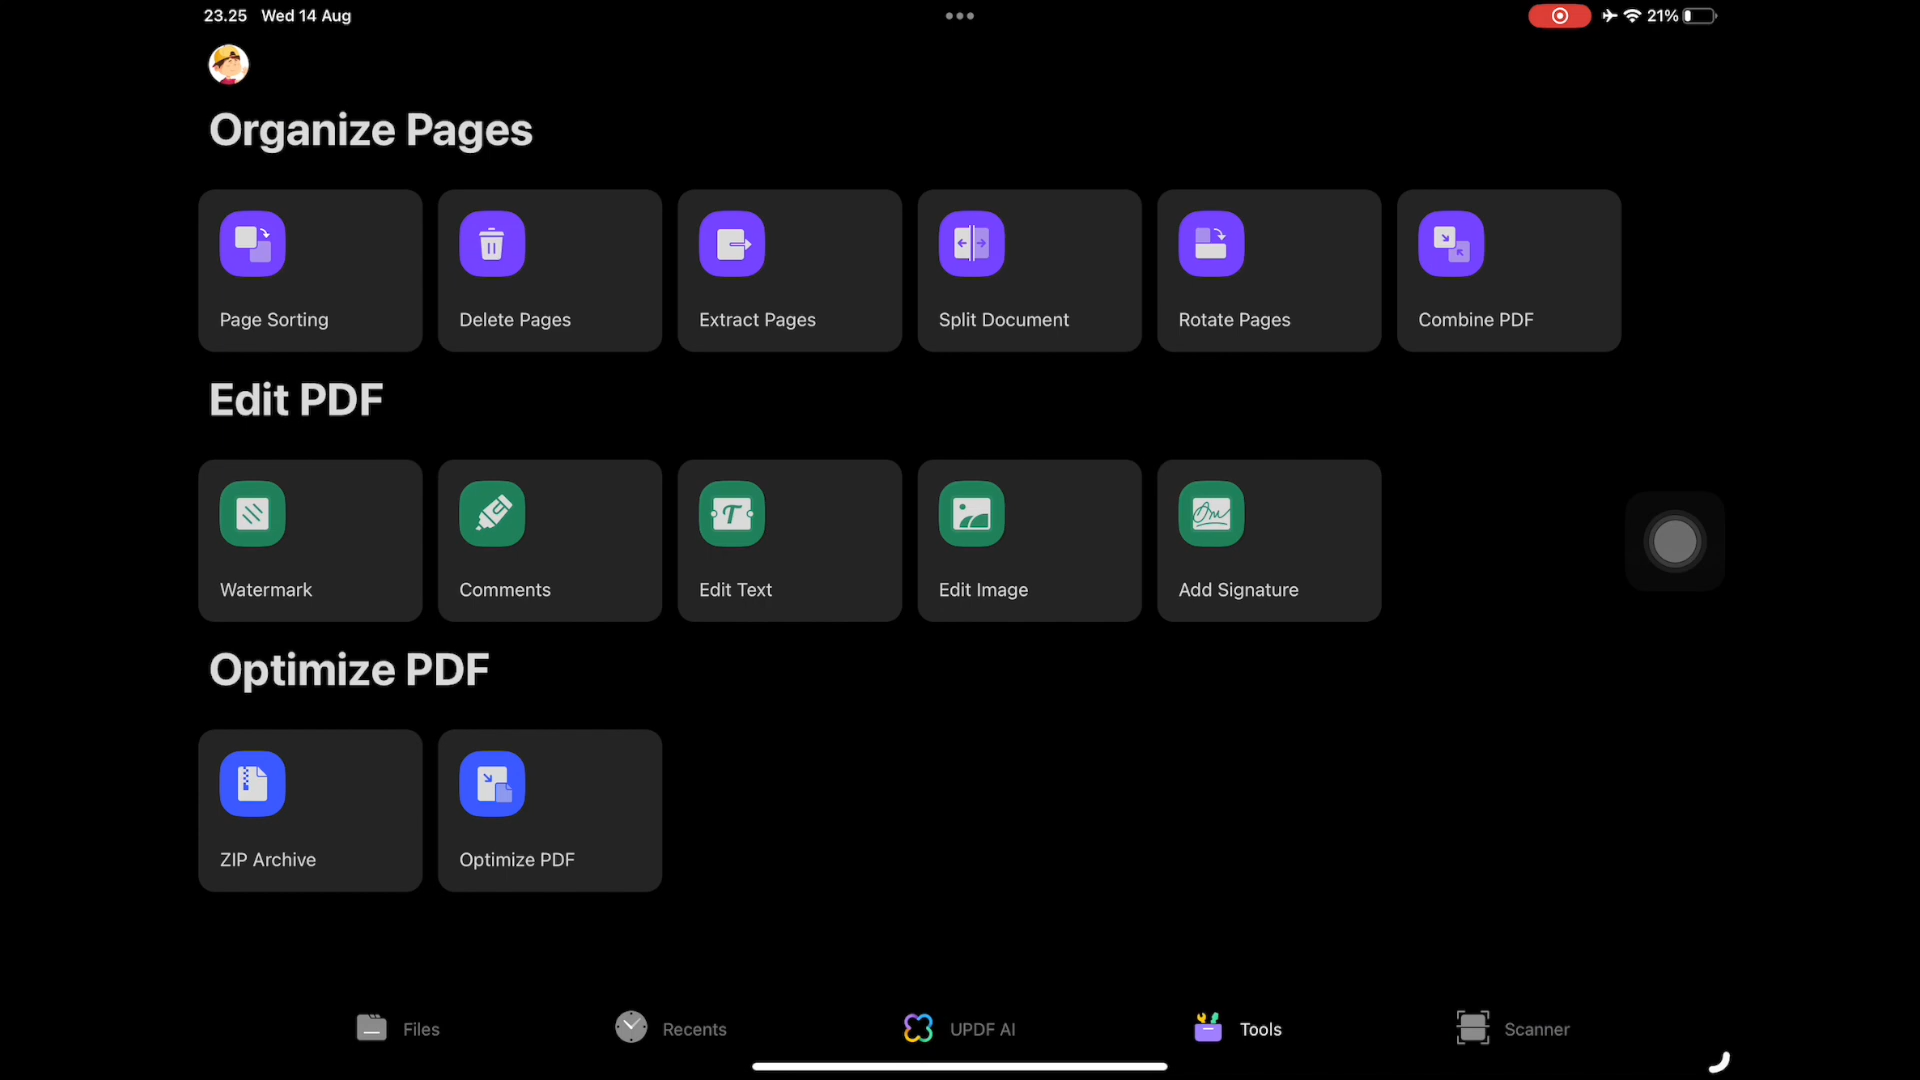 23.25 Wed 14 Aug
21%
Organize Pages
Page Sorting
Delete Pages
Extract Pages
Split Document
Rotate Pages
Combine PDF
Edit PDF
Watermark
Comments
Edit Text
Edit Image
Add Signature
Optimize PDF
ZIP Archive
Optimize PDF
Files
Recents
UPDF AI
Tools
Scanner